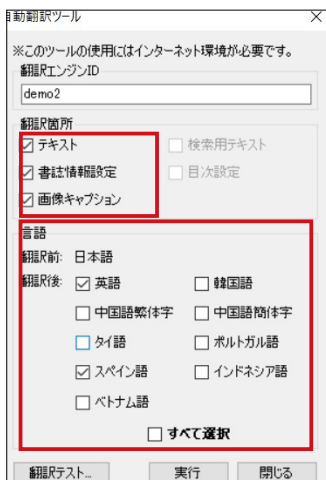 自動翻訳ツール
※このツールの使用にはインターネット環境が必要です。
翻訳エンジンID
demo2
翻訳箇所
テキスト 検索用テキスト
書誌情報設定 目次設定
画像キャプション
言語
翻訳前: 日本語
翻訳後: 英語 韓国語
中国語繁体字 中国語簡体字
タイ語 ポルトガル語
スペイン語 インドネシア語
ベトナム語
すべて選択
翻訳テスト... 実行 閉じる